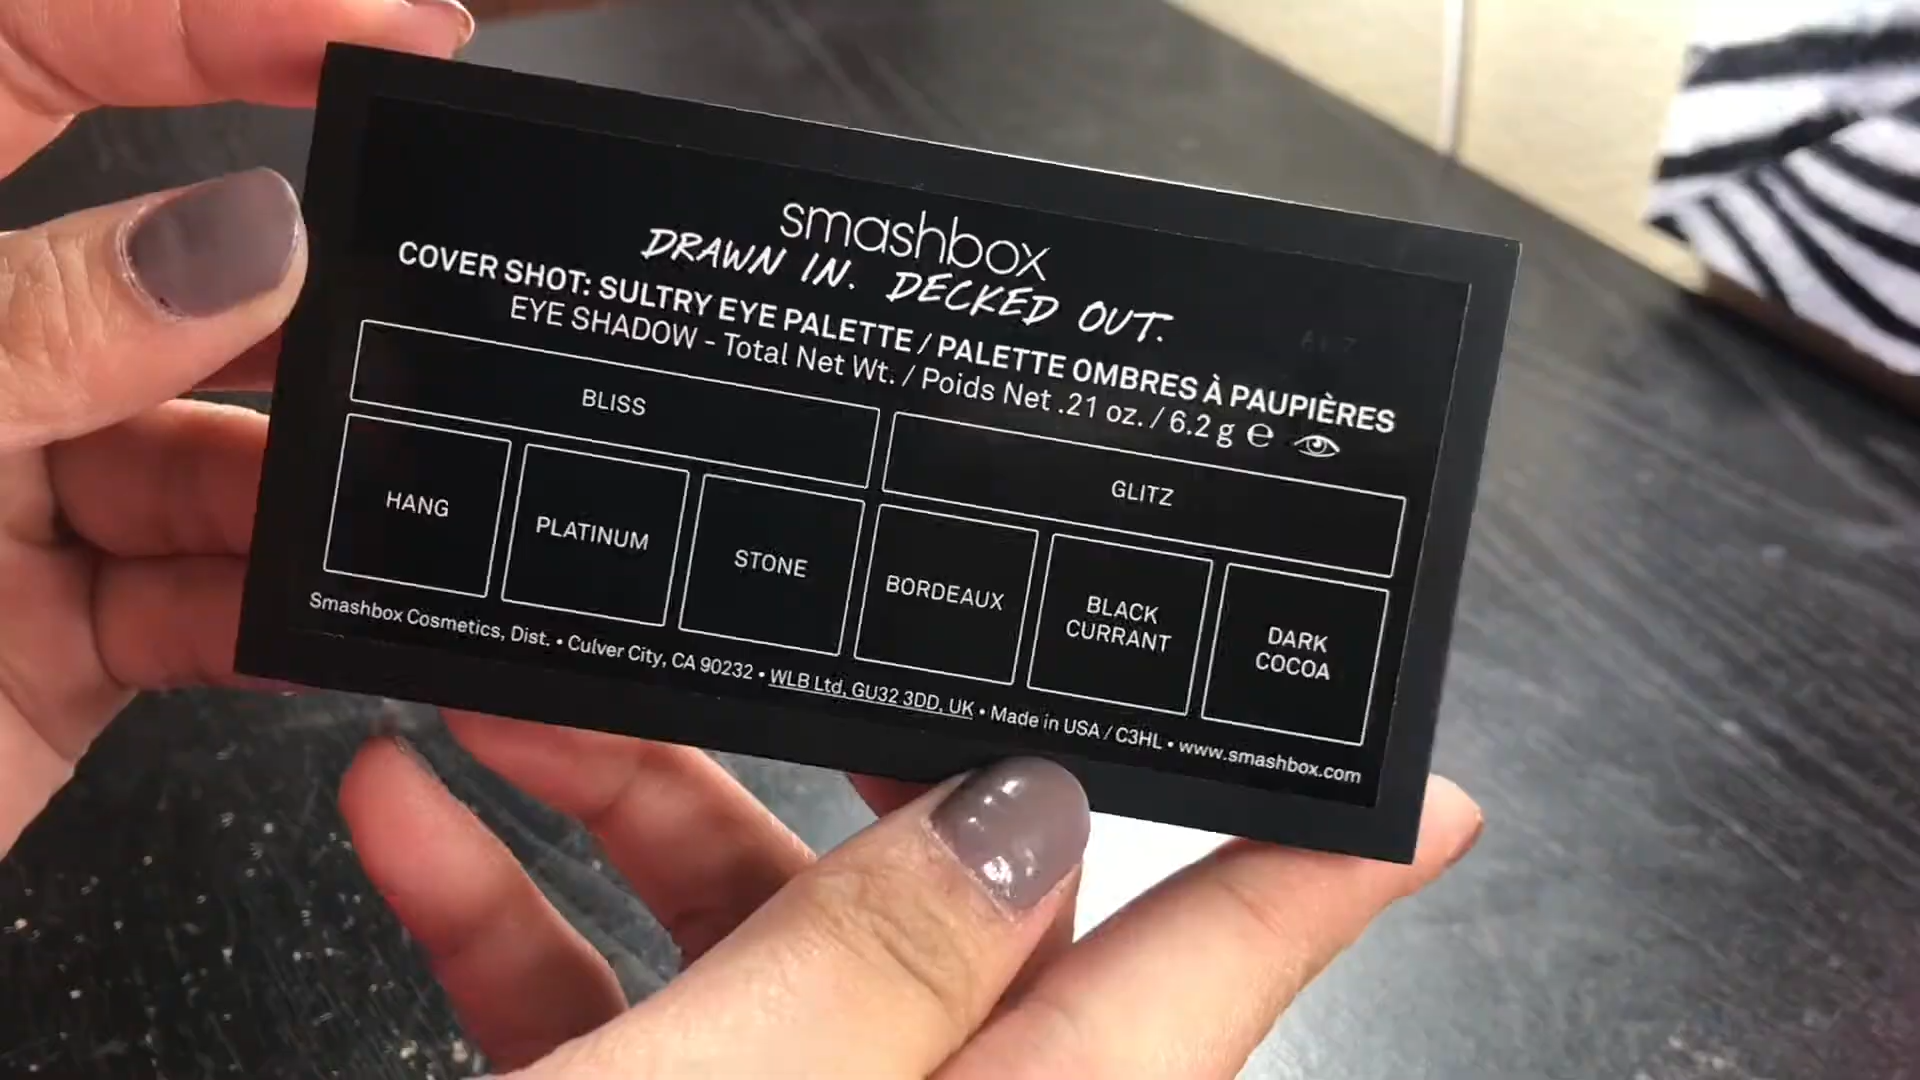 smashbox
DRAWN IN. DECKED OUT.
COVER SHOT: SULTRY EYE PALETTE / PALETTE OMBRES À PAUPIÈRES
EYE SHADOW - Total Net Wt. / Poids Net .21 oz. / 6.2 g ℮
BLISS
GLITZ
HANG
PLATINUM
STONE
BORDEAUX
BLACK
CURRANT
DARK
COCOA
Smashbox Cosmetics, Dist. • Culver City, CA 90232 • WLB Ltd, GU32 3DD, UK • Made in USA / C3HL • www.smashbox.com